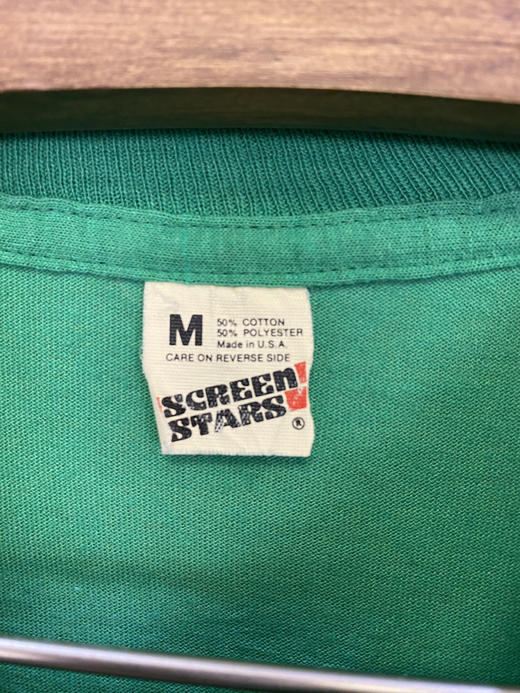 M
50% COTTON
50% POLYESTER
Made in U.S.A.
CARE ON REVERSE SIDE
SCREEN
STARS
®